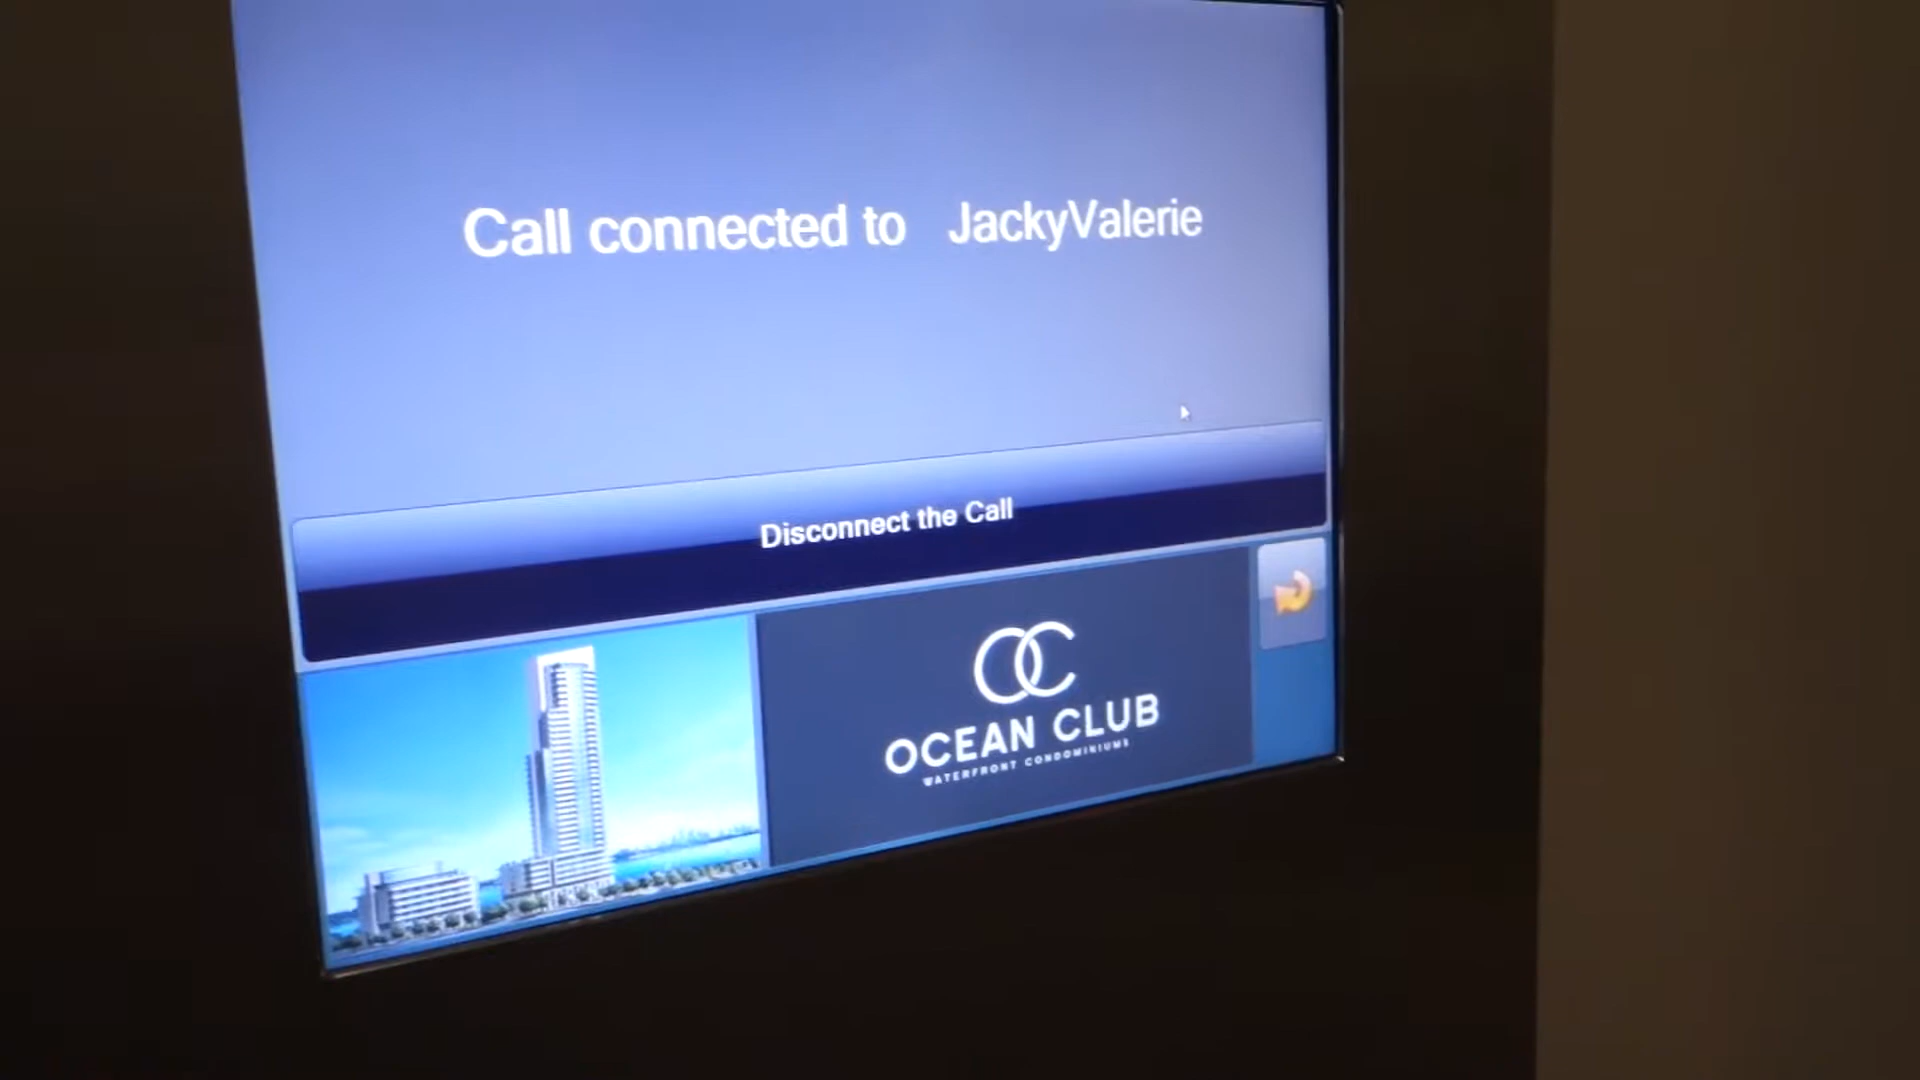 Call connected to JackyValerie
Disconnect the Call
OC
OCEAN CLUB
WATERFRONT CONDOMINIUMS